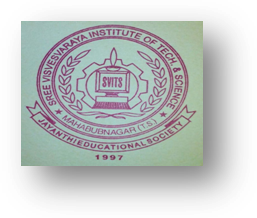 SREE VISVESVARAYA INSTITUTE OF TECH. & SCIENCE
SVITS
MAHABUBNAGAR (T.S.)
JAYANTHI EDUCATIONAL SOCIETY
1997